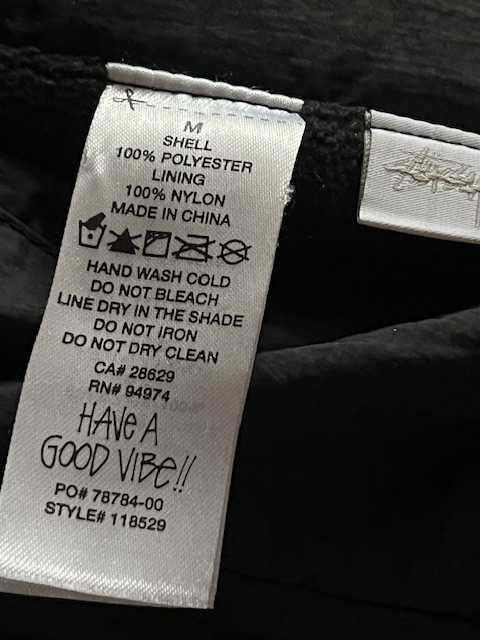 M
SHELL
100% POLYESTER
LINING
100% NYLON
MADE IN CHINA
HAND WASH COLD
DO NOT BLEACH
LINE DRY IN THE SHADE
DO NOT IRON
DO NOT DRY CLEAN
CA# 28629
RN# 94974
HAVE A
GOOD VIBE!!
PO# 78784-00
STYLE# 118529